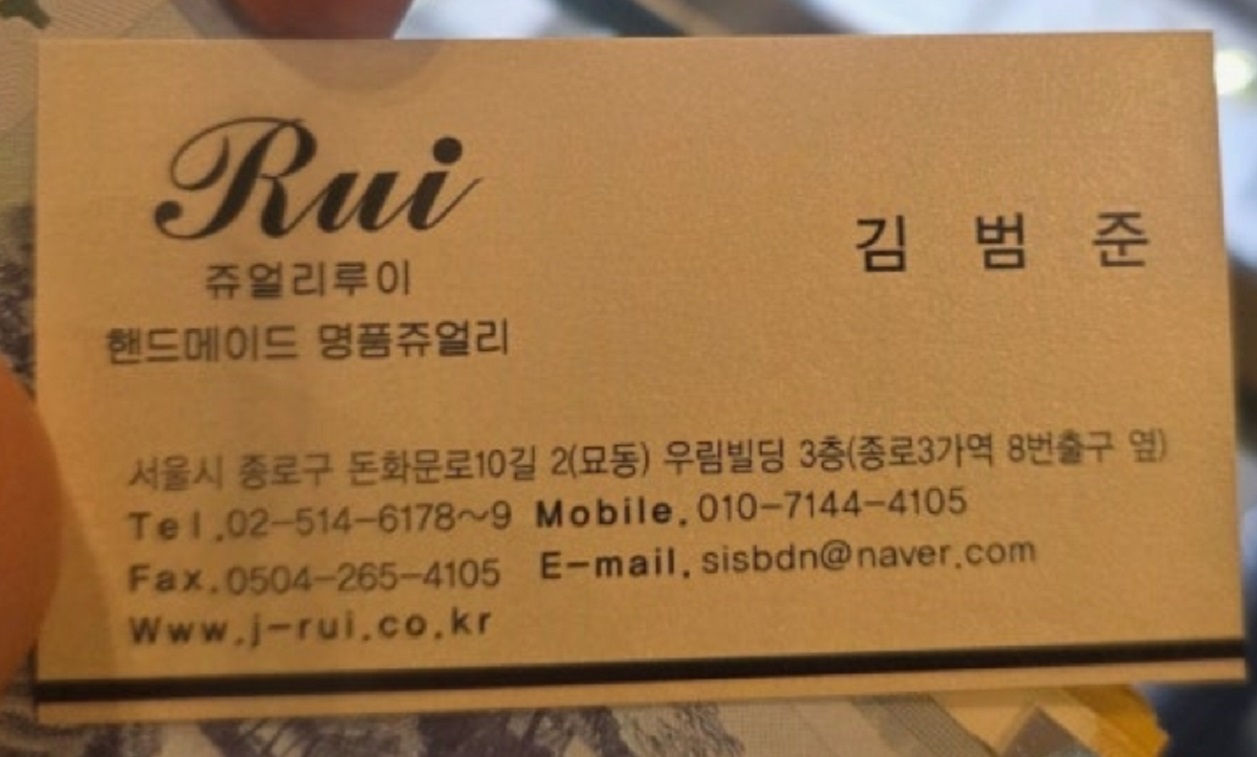 Rui
쥬얼리루이
핸드메이드 명품쥬얼리
김 범 준
서울시 종로구 돈화문로10길 2(묘동) 우림빌딩 3층(종로3가역 8번출구 옆)
Tel.02-514-6178~9 Mobile.010-7144-4105
Fax.0504-265-4105 E-mail.sisbdn@naver.com
Www.j-rui.co.kr